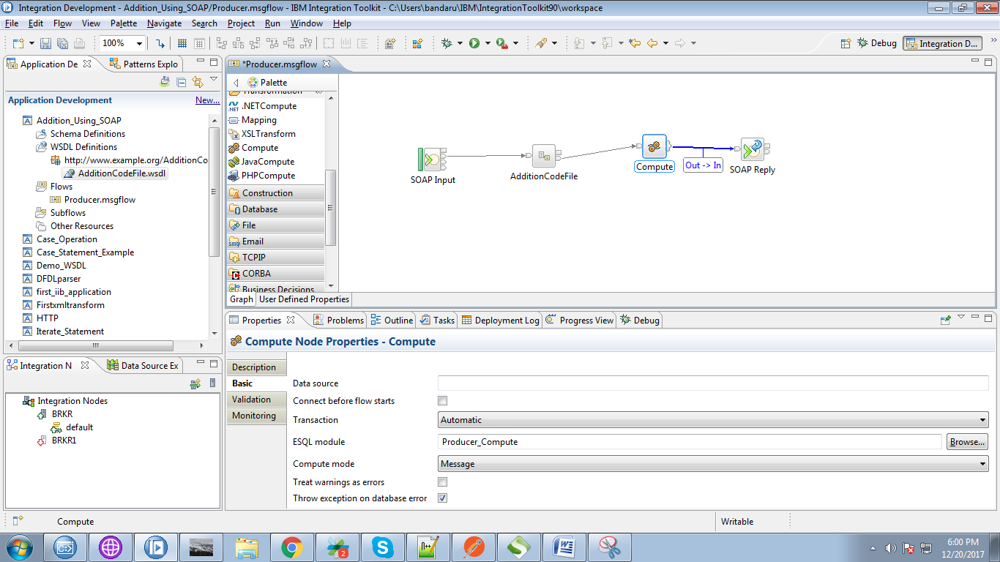 Integration Development - Addition_Using_SOAP/Producer.msgflow - IBM Integration Toolkit - C:\Users\bandaru\IBM\IntegrationToolkit90\workspace
File Edit Flow View Palette Navigate Search Project Run Window Help
100%
Debug
Integration D...
Application De
Patterns Explo
Application Development
New...
Addition_Using_SOAP
Schema Definitions
WSDL Definitions
http://www.example.org/AdditionCo
AdditionCodeFile.wsdl
Flows
Producer.msgflow
Subflows
Other Resources
Case_Operation
Case_Statement_Example
Demo_WSDL
DFDLparser
first_iib_application
Firstxmltransform
HTTP
Iterate_Statement
Integration N
Data Source Ex
Integration Nodes
BRKR
default
BRKR1
*Producer.msgflow
Palette
Transformation
.NETCompute
Mapping
XSLTransform
Compute
JavaCompute
PHPCompute
Construction
Database
File
Email
TCPIP
CORBA
Business Decisions
SOAP Input
AdditionCodeFile
Compute
Out -> In
SOAP Reply
Graph
User Defined Properties
Properties
Problems
Outline
Tasks
Deployment Log
Progress View
Debug
Compute Node Properties - Compute
Description
Basic
Validation
Monitoring
Data source
Connect before flow starts
Transaction
Automatic
ESQL module
Producer_Compute
Browse...
Compute mode
Message
Treat warnings as errors
Throw exception on database error
Compute
Writable
2
6:00 PM
12/20/2017